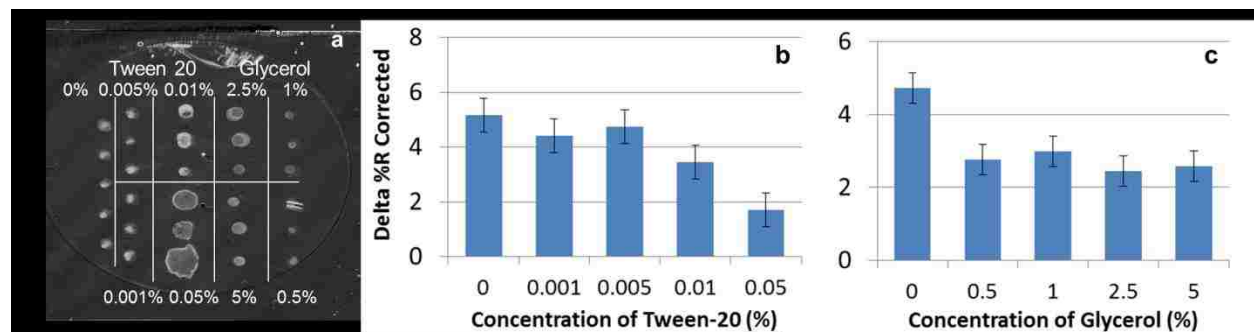 a
Tween 20 Glycerol
0% 0.005% 0.01% 2.5% 1%
0.001% 0.05% 5% 0.5%
b
Delta %R Corrected
8
6
4
2
0
0 0.001 0.005 0.01 0.05
Concentration of Tween-20 (%)
c
6
4
2
0
0 0.5 1 2.5 5
Concentration of Glycerol (%)